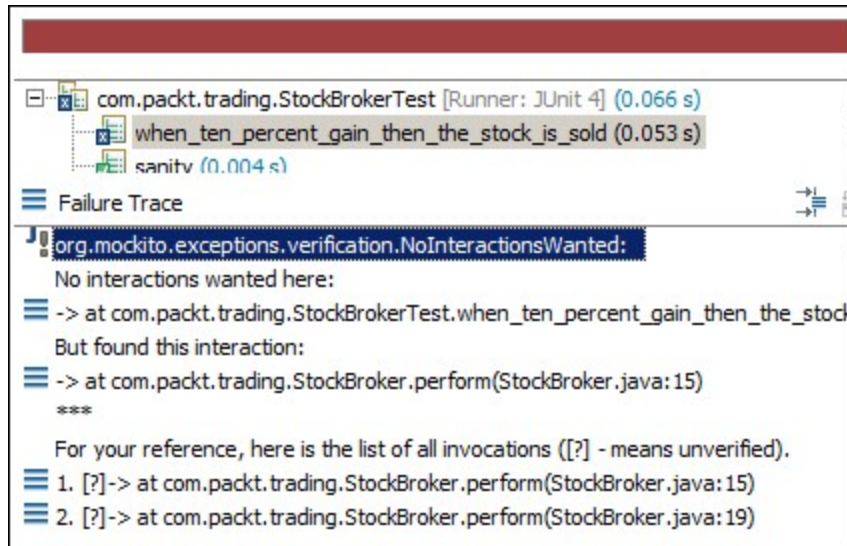 com.packt.trading.StockBrokerTest [Runner: JUnit 4] (0.066 s)
when_ten_percent_gain_then_the_stock_is_sold (0.053 s)
sanity (0.004 s)
Failure Trace
org.mockito.exceptions.verification.NoInteractionsWanted:
No interactions wanted here:
-> at com.packt.trading.StockBrokerTest.when_ten_percent_gain_then_the_stock
But found this interaction:
-> at com.packt.trading.StockBroker.perform(StockBroker.java:15)
***
For your reference, here is the list of all invocations ([?] - means unverified).
1. [?]-> at com.packt.trading.StockBroker.perform(StockBroker.java:15)
2. [?]-> at com.packt.trading.StockBroker.perform(StockBroker.java:19)